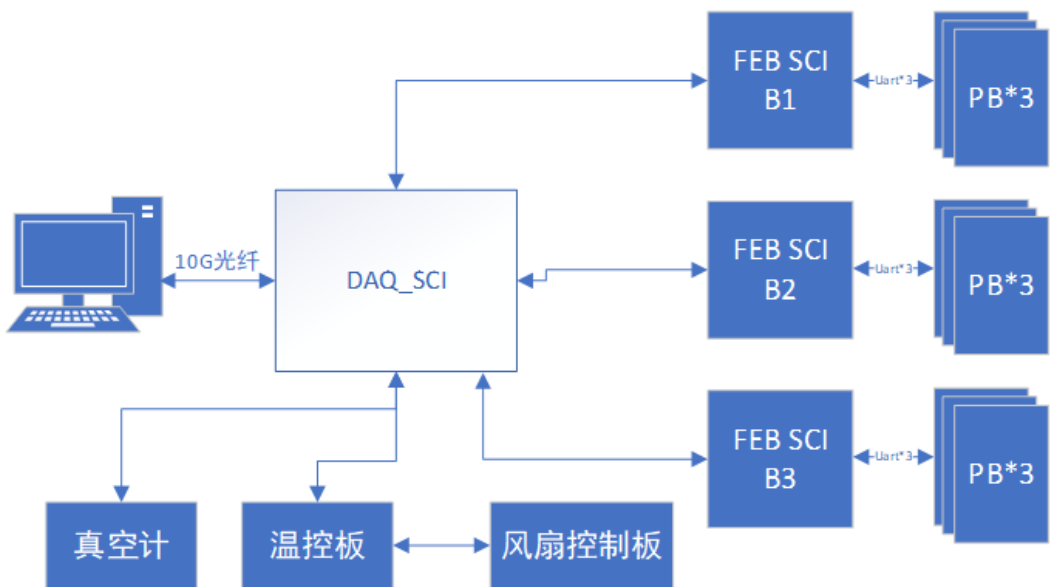 FEB SCI
B1
Uart*3
PB*3
10G光纤
DAQ_SCI
FEB SCI
B2
Uart*3
PB*3
FEB SCI
B3
Uart*3
PB*3
真空计
温控板
风扇控制板